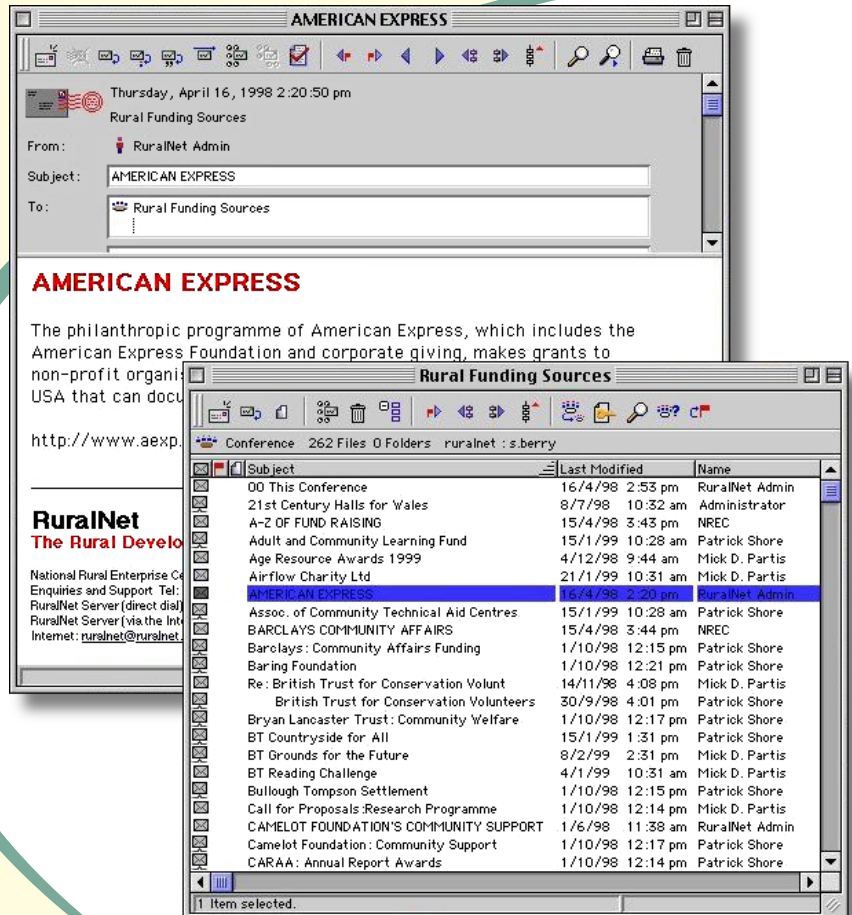 AMERICAN EXPRESS
Thursday, April 16, 1998 2:20:50 pm
Rural Funding Sources
From: RuralNet Admin
Subject: AMERICAN EXPRESS
To: Rural Funding Sources
AMERICAN EXPRESS
The philanthropic programme of American Express, which includes the
American Express Foundation and corporate giving, makes grants to
non-profit
USA that can
http://www.aexp.
RuralNet
The Rural
National Rural Enterprise
Enquiries and Support Tel:
RuralNet Server (direct dial)
RuralNet Server (via the
Internet: ruralnet@ruralnet.
Rural Funding Sources
Conference 262 Files 0 Folders ruralnet : s.berry
Subject Last Modified Name
00 This Conference 16/4/98 2:53 pm RuralNet Admin
21st Century Halls for Wales 8/7/98 10:32 am Administrator
A-Z OF FUND RAISING 15/4/98 3:43 pm NREC
Adult and Community Learning Fund 15/1/99 10:28 am Patrick Shore
Age Resource Awards 1999 4/12/98 9:44 am Mick D. Partis
Airflow Charity Ltd 21/1/99 10:31 am Mick D. Partis
AMERICAN EXPRESS 16/4/98 2:20 pm RuralNet Admin
Assoc. of Community Technical Aid Centres 15/1/99 10:28 am Patrick Shore
BARCLAYS COMMUNITY AFFAIRS 15/4/98 3:44 pm NREC
Barclays: Community Affairs Funding 1/10/98 12:15 pm Patrick Shore
Baring Foundation 1/10/98 12:21 pm Patrick Shore
Re: British Trust for Conservation Volunt 14/11/98 4:08 pm Mick D. Partis
British Trust for Conservation Volunteers 30/9/98 4:01 pm Patrick Shore
Bryan Lancaster Trust: Community Welfare 1/10/98 12:17 pm Patrick Shore
BT Countryside for All 15/1/99 1:31 pm Patrick Shore
BT Grounds for the Future 8/2/99 2:31 pm Mick D. Partis
BT Reading Challenge 4/1/99 10:31 am Mick D. Partis
Bullough Tompson Settlement 1/10/98 12:15 pm Patrick Shore
Call for Proposals:Research Programme 1/10/98 12:14 pm Mick D. Partis
CAMELOT FOUNDATION'S COMMUNITY SUPPORT 1/6/98 11:38 am RuralNet Admin
Camelot Foundation: Community Support 1/10/98 12:17 pm Patrick Shore
CARAA: Annual Report Awards 1/10/98 12:14 pm Patrick Shore
1 Item selected.